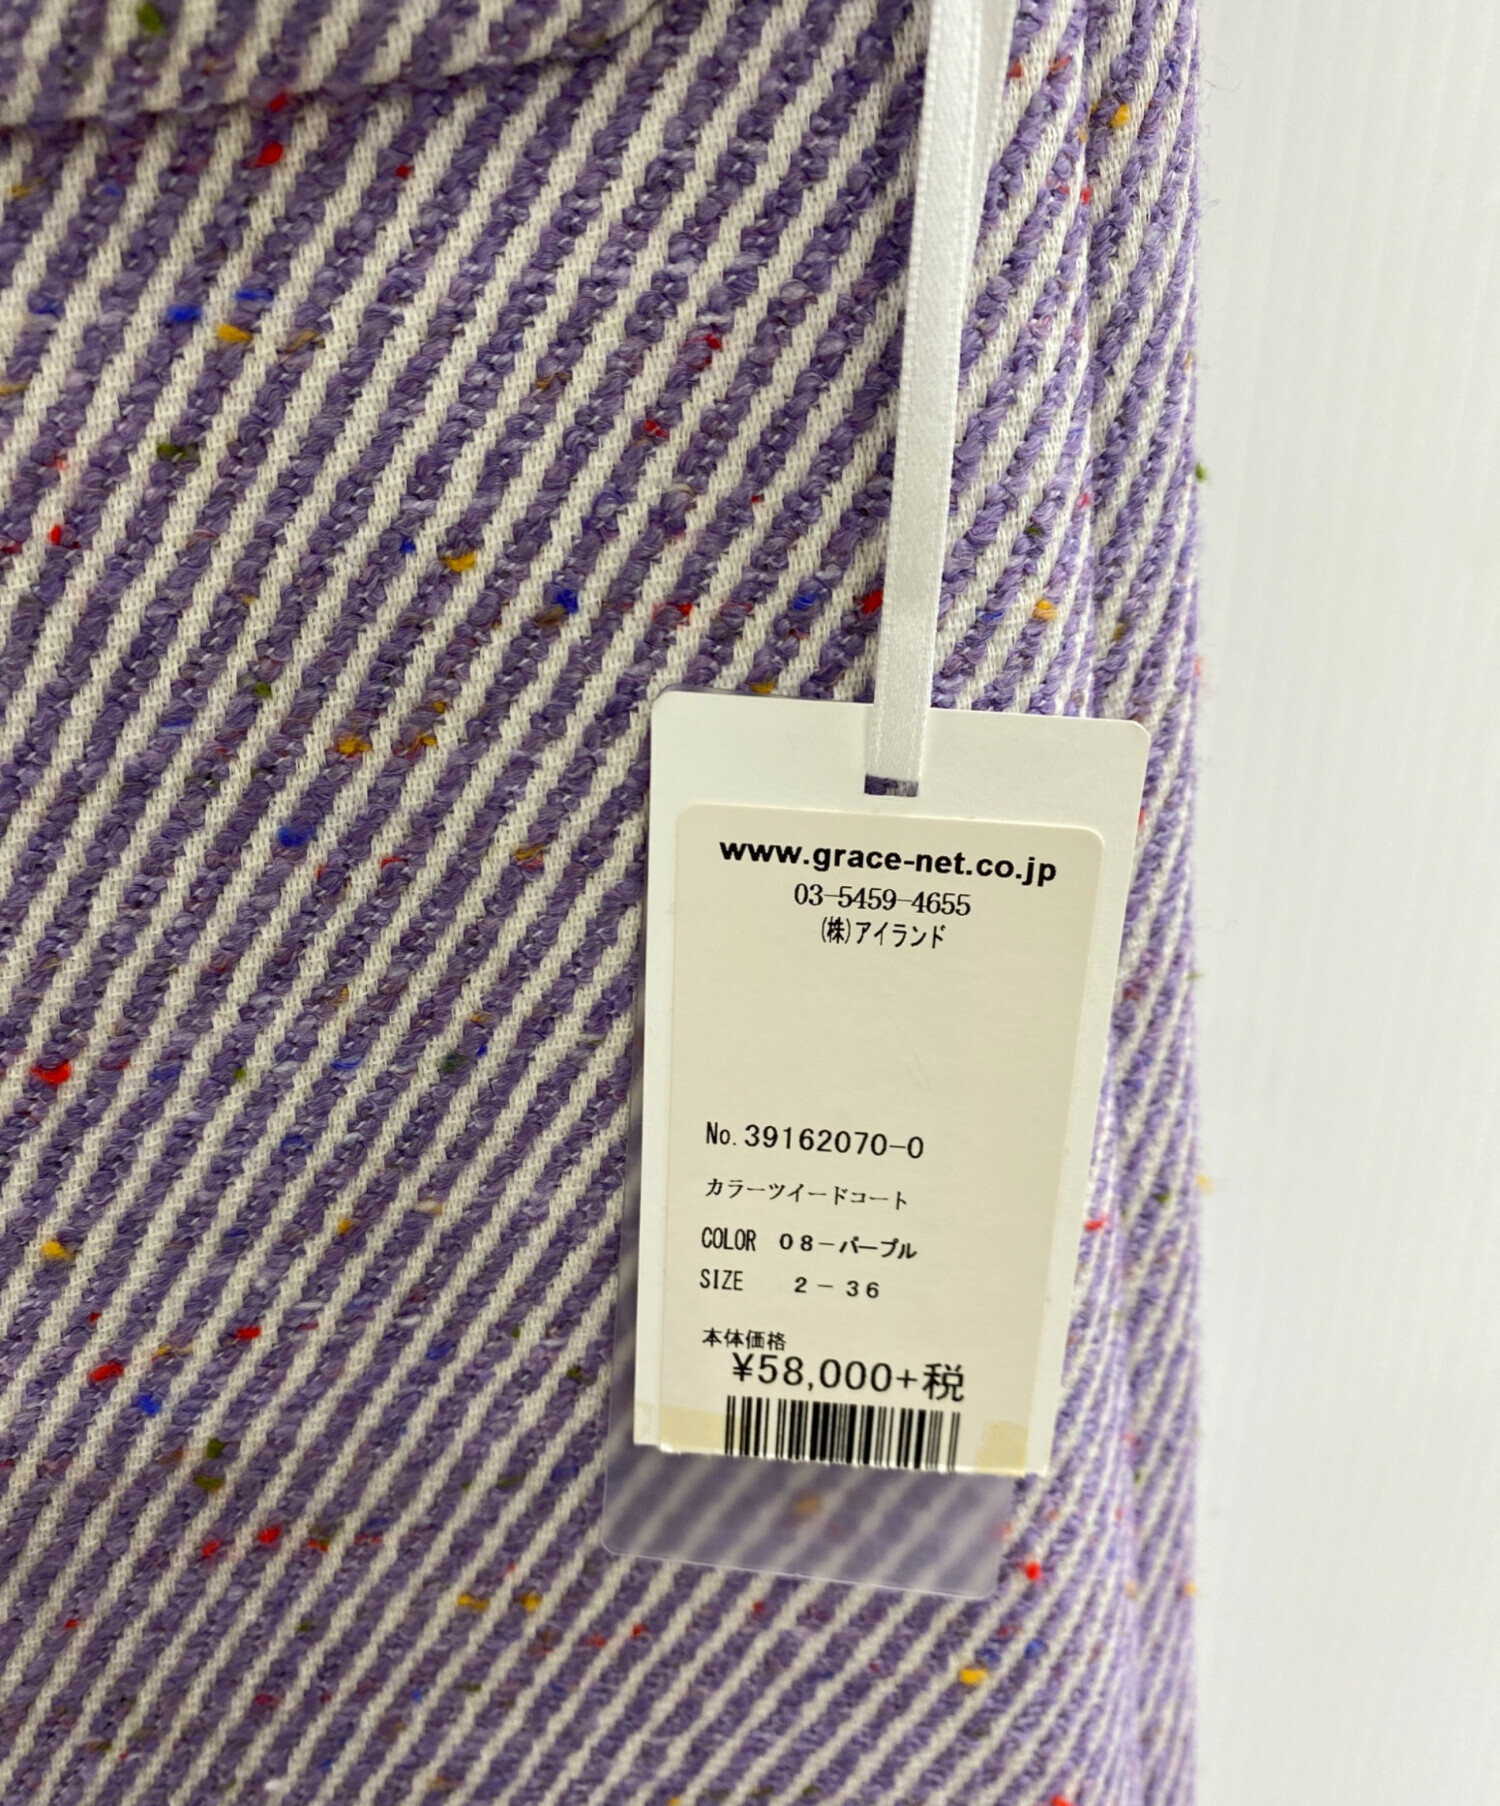 www.grace-net.co.jp
03-5459-4655
(株)アイランド
No.39162070-0
カラーツイードコート
COLOR 08-パープル
SIZE 2-36
本体価格
¥58,000+税